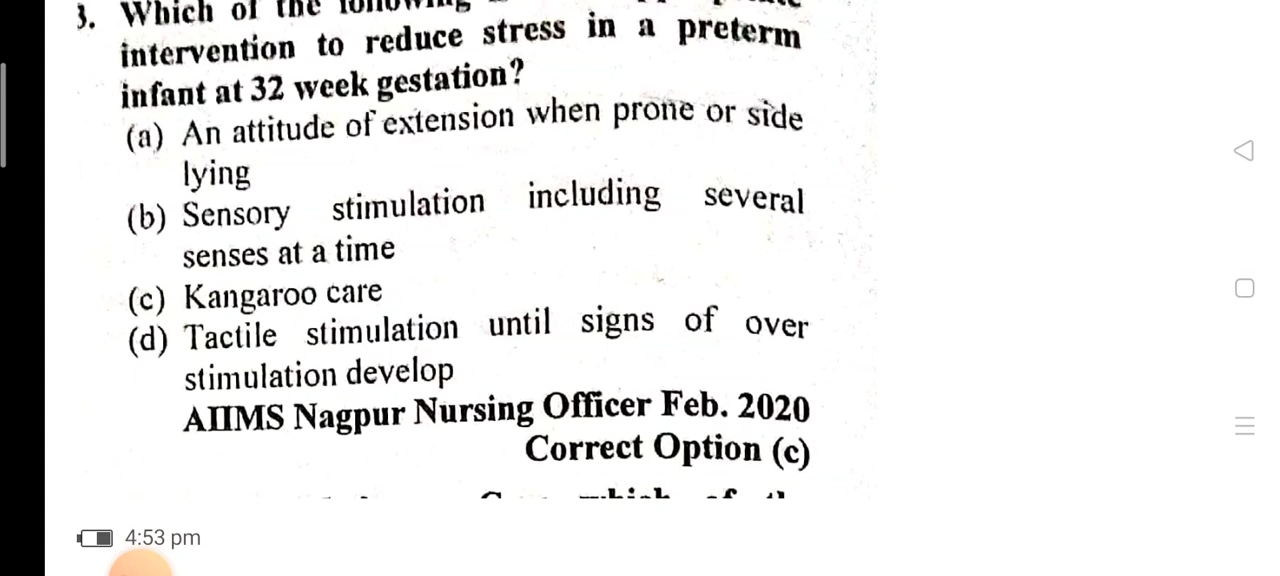 3. Which of the following
intervention to reduce stress in a preterm
infant at 32 week gestation?
(a) An attitude of extension when prone or side
lying
(b) Sensory stimulation including several
senses at a time
(c) Kangaroo care
(d) Tactile stimulation until signs of over
stimulation develop
AIIMS Nagpur Nursing Officer Feb. 2020
Correct Option (c)
4:53 pm